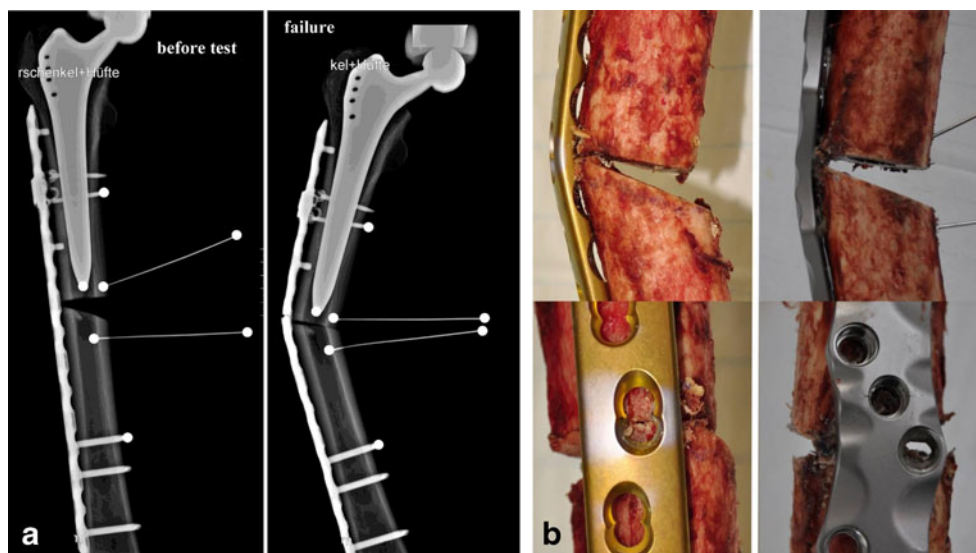 before test
failure
rschenkel+Hüfte
kel+Hüfte
a
b